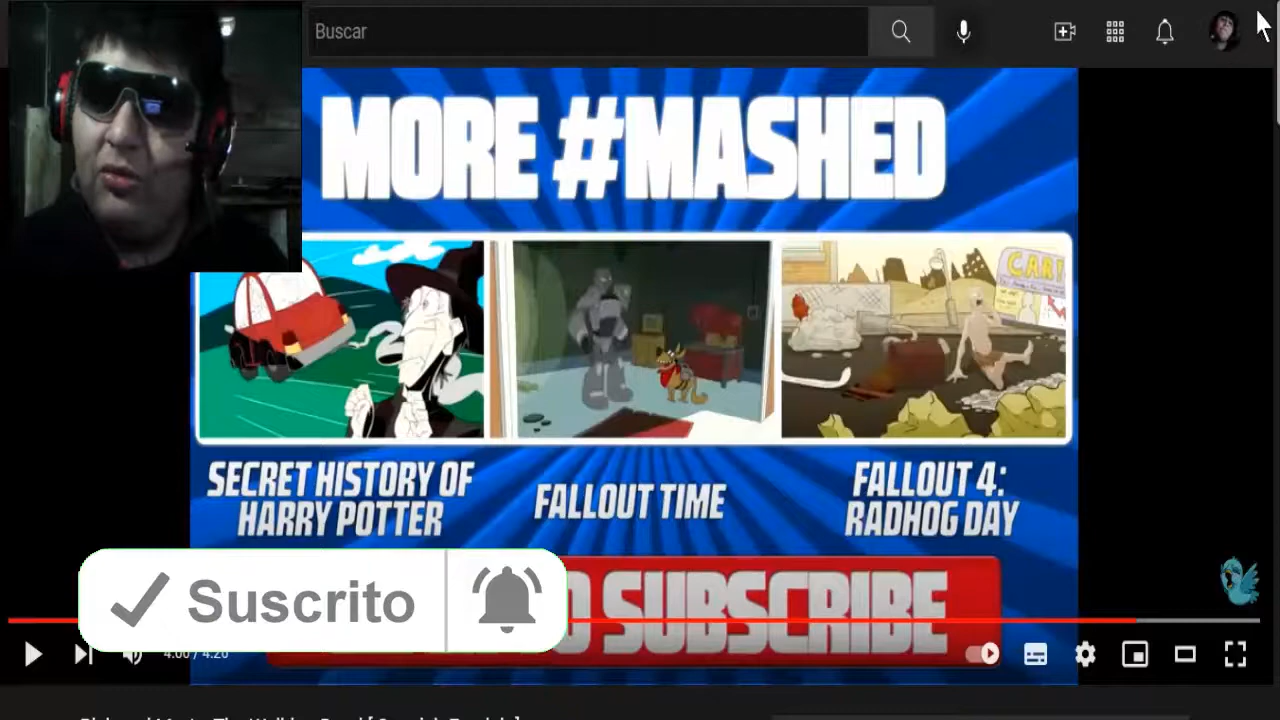 Buscar
MORE #MASHED
CAR
SECRET HISTORY OF
HARRY POTTER
FALLOUT TIME
FALLOUT 4:
RADHOG DAY
Suscrito
SUBSCRIBE
4:00 / 4:20